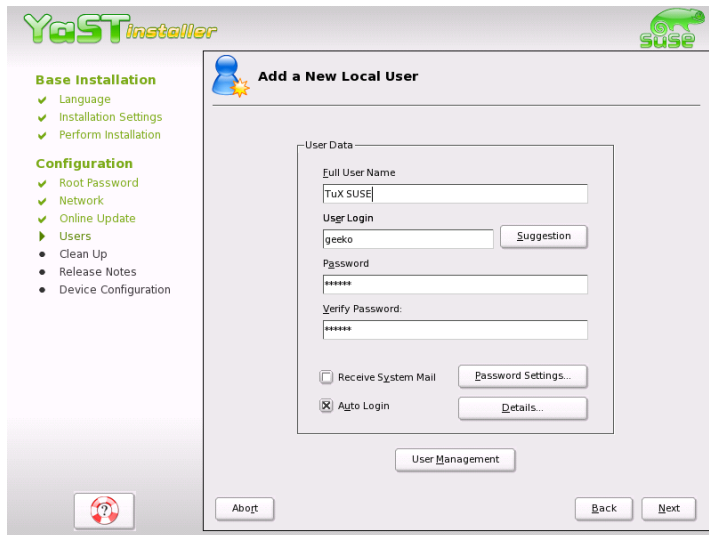 YaST installer
SUSE
Base Installation
Language
Installation Settings
Perform Installation
Configuration
Root Password
Network
Online Update
Users
Clean Up
Release Notes
Device Configuration
Add a New Local User
User Data
Full User Name
TuX SUSE
User Login
geeko
Suggestion
Password
******
Verify Password:
******
Receive System Mail
Password Settings...
Auto Login
Details...
User Management
?
Abort
Back
Next